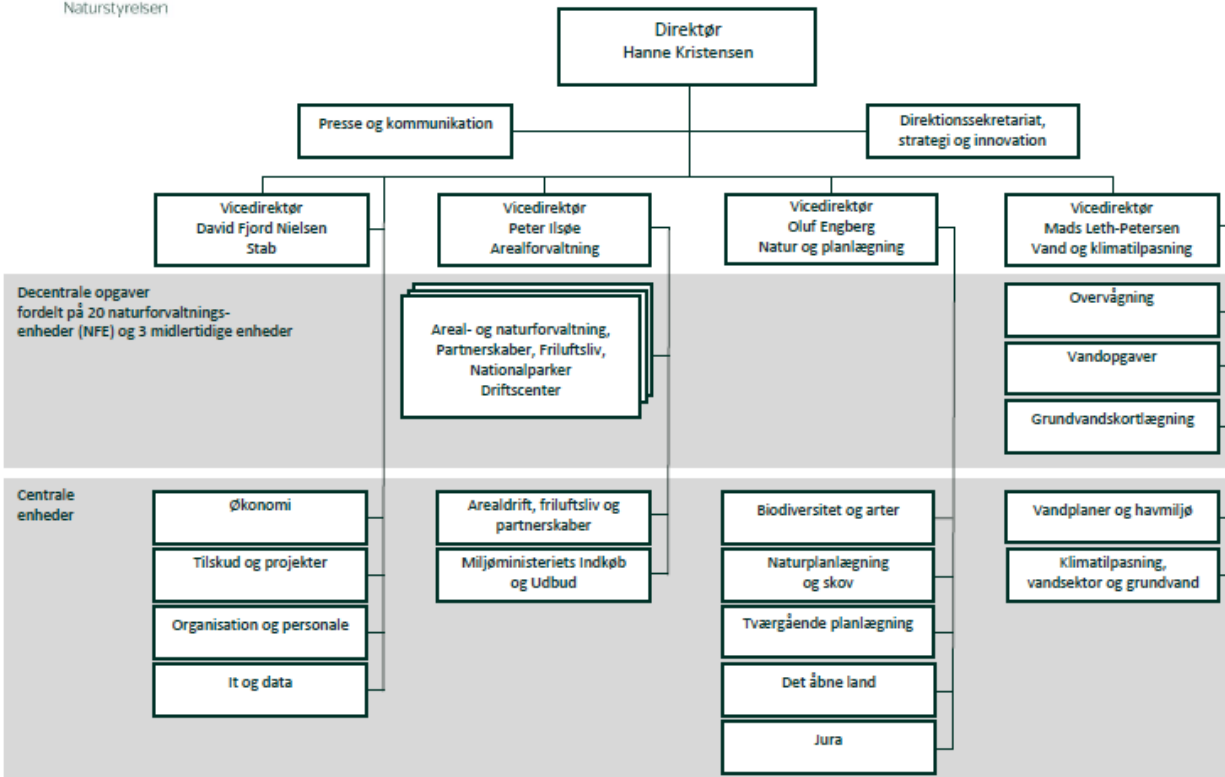 Naturstyrelsen
Direktør
Hanne Kristensen
Presse og kommunikation
Direktionssekretariat,
strategi og innovation
Vicedirektør
David Fjord Nielsen
Stab
Vicedirektør
Peter Ilsøe
Arealforvaltning
Vicedirektør
Oluf Engberg
Natur og planlægning
Vicedirektør
Mads Leth-Petersen
Vand og klimatilpasning
Decentrale opgaver
fordelt på 20 naturforvaltnings-
enheder (NFE) og 3 midlertidige enheder
Areal- og naturforvaltning,
Partnerskaber, Friluftsliv,
Nationalparker
Driftscenter
Overvågning
Vandopgaver
Grundvandskortlægning
Centrale
enheder
Økonomi
Tilskud og projekter
Organisation og personale
It og data
Arealdrift, friluftsliv og
partnerskaber
Miljøministeriets Indkøb
og Udbud
Biodiversitet og arter
Naturplanlægning
og skov
Tværgående planlægning
Det åbne land
Jura
Vandplaner og havmiljø
Klimatilpasning,
vandsektor og grundvand